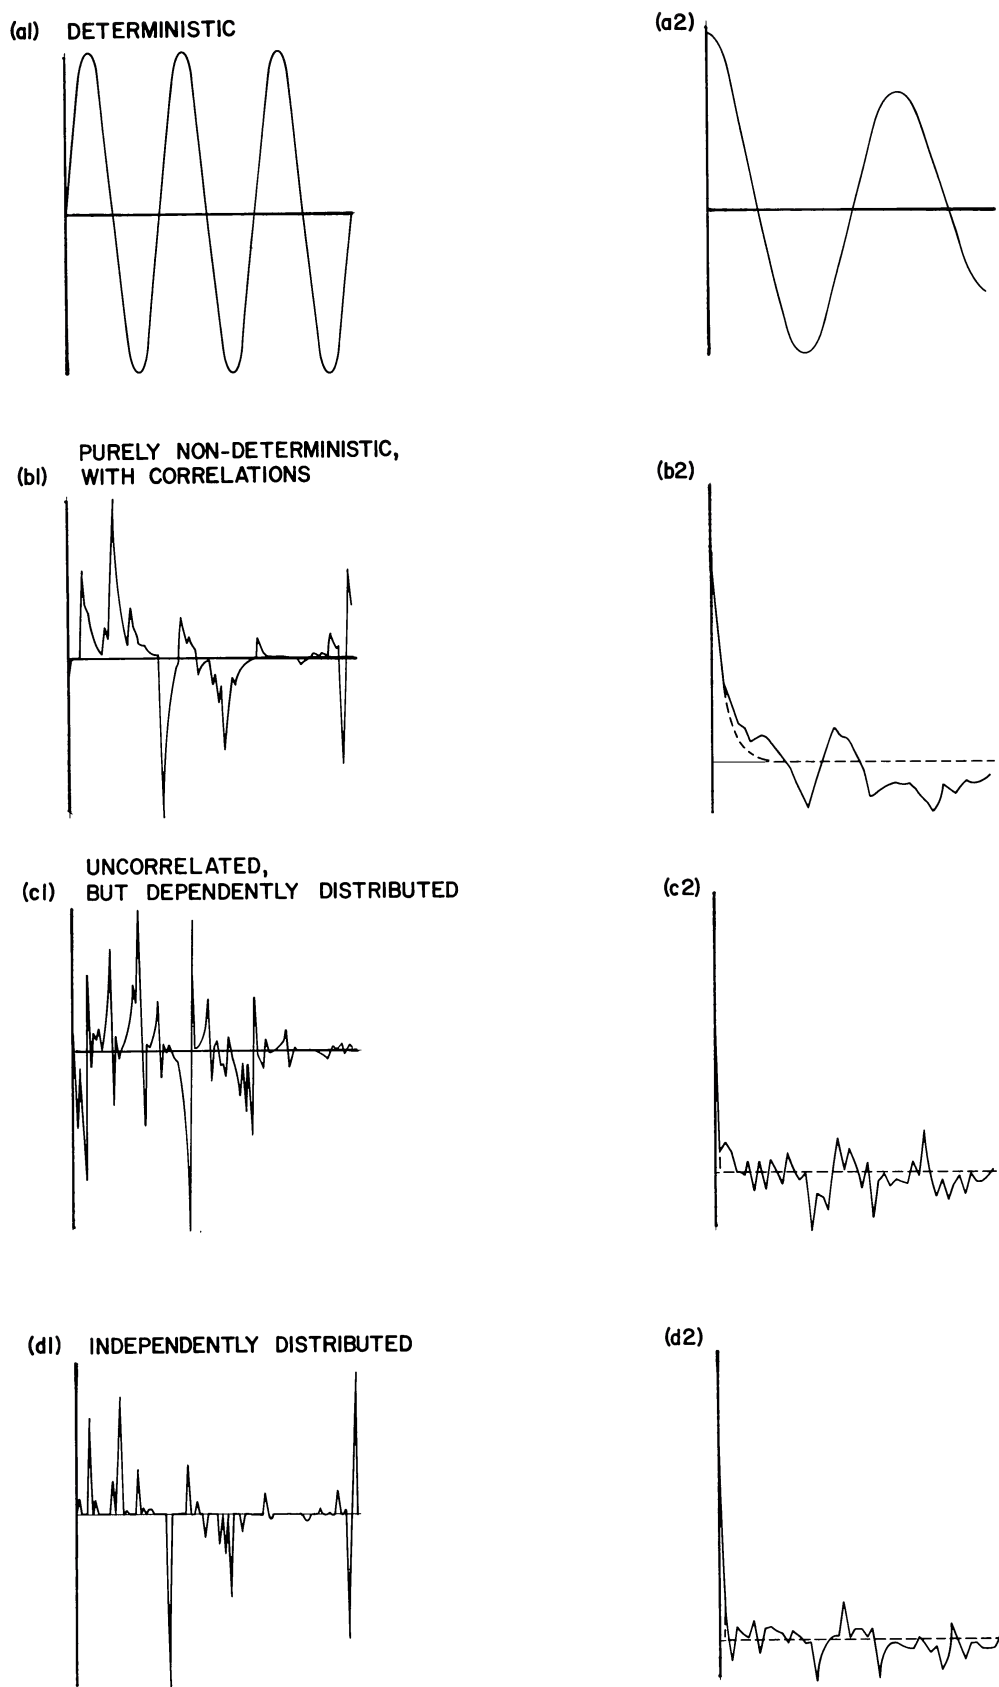 (a1) DETERMINISTIC
(a2)
PURELY NON-DETERMINISTIC,
(b1) WITH CORRELATIONS
(b2)
UNCORRELATED,
(c1) BUT DEPENDENTLY DISTRIBUTED
(c2)
(d1) INDEPENDENTLY DISTRIBUTED
(d2)